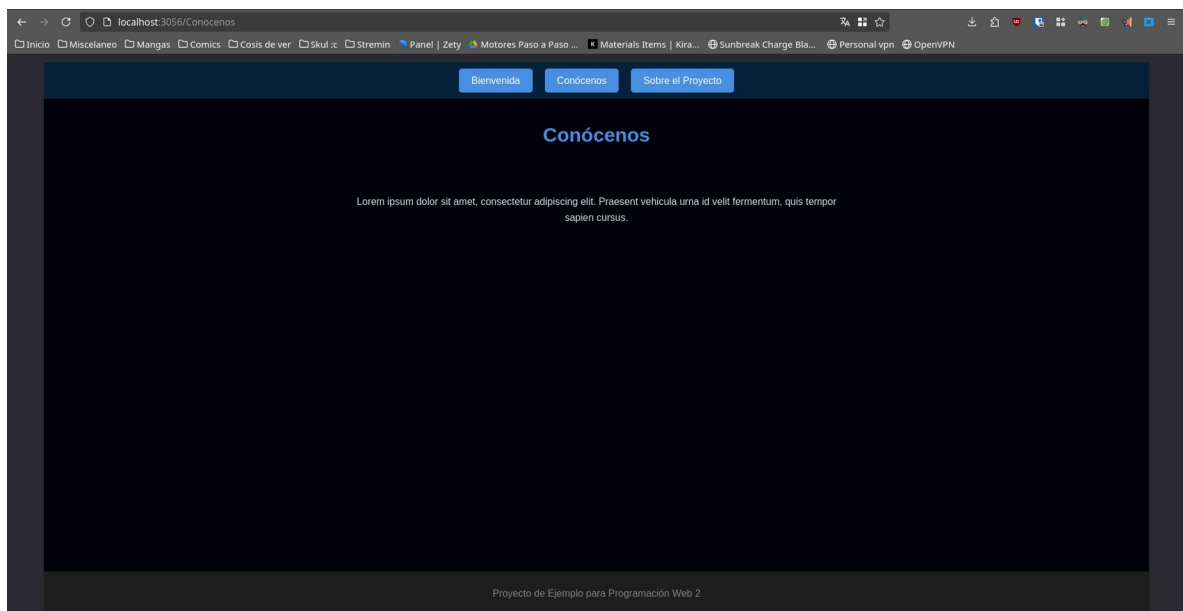 localhost:3056/Conocenos
Inicio Miscelaneo Mangas Comics Cosis de ver Skul :c Stremin Panel | Zety Motores Paso a Paso ... Materials Items | Kira... Sunbreak Charge Bla... Personal vpn OpenVPN
Bienvenida Conócenos Sobre el Proyecto
Conócenos
Lorem ipsum dolor sit amet, consectetur adipiscing elit. Praesent vehicula urna id velit fermentum, quis tempor
sapien cursus.
Proyecto de Ejemplo para Programación Web 2